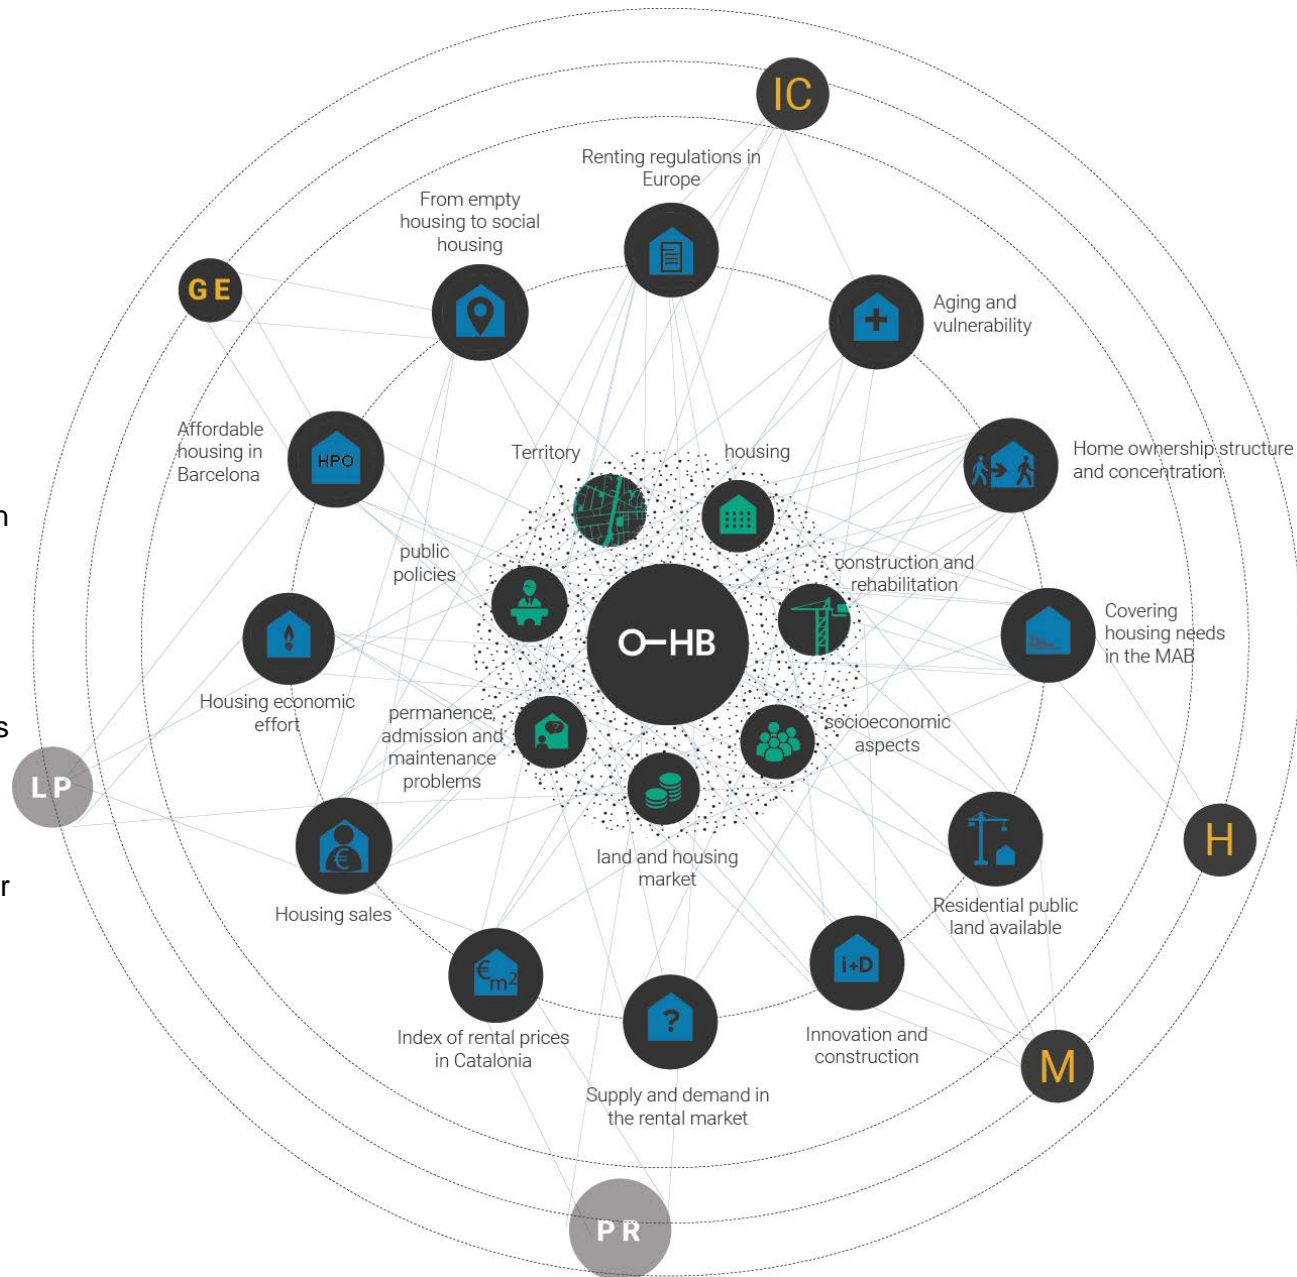 IC
Renting regulations in
Europe
From empty
housing to social
housing
GE
Aging and
vulnerability
Affordable
housing in
Barcelona
HPO
Territory
housing
Home ownership structure
and concentration
n
public
policies
construction and
rehabilitation
O-HB
Covering
housing needs
in the MAB
Housing economic
effort
permanence,
admission and
maintenance
problems
socioeconomic
aspects
?
s
LP
€
H
land and housing
market
r
Housing sales
Residential public
land available
€m2
i+D
?
Index of rental prices
in Catalonia
Innovation and
construction
M
Supply and demand in
the rental market
PR